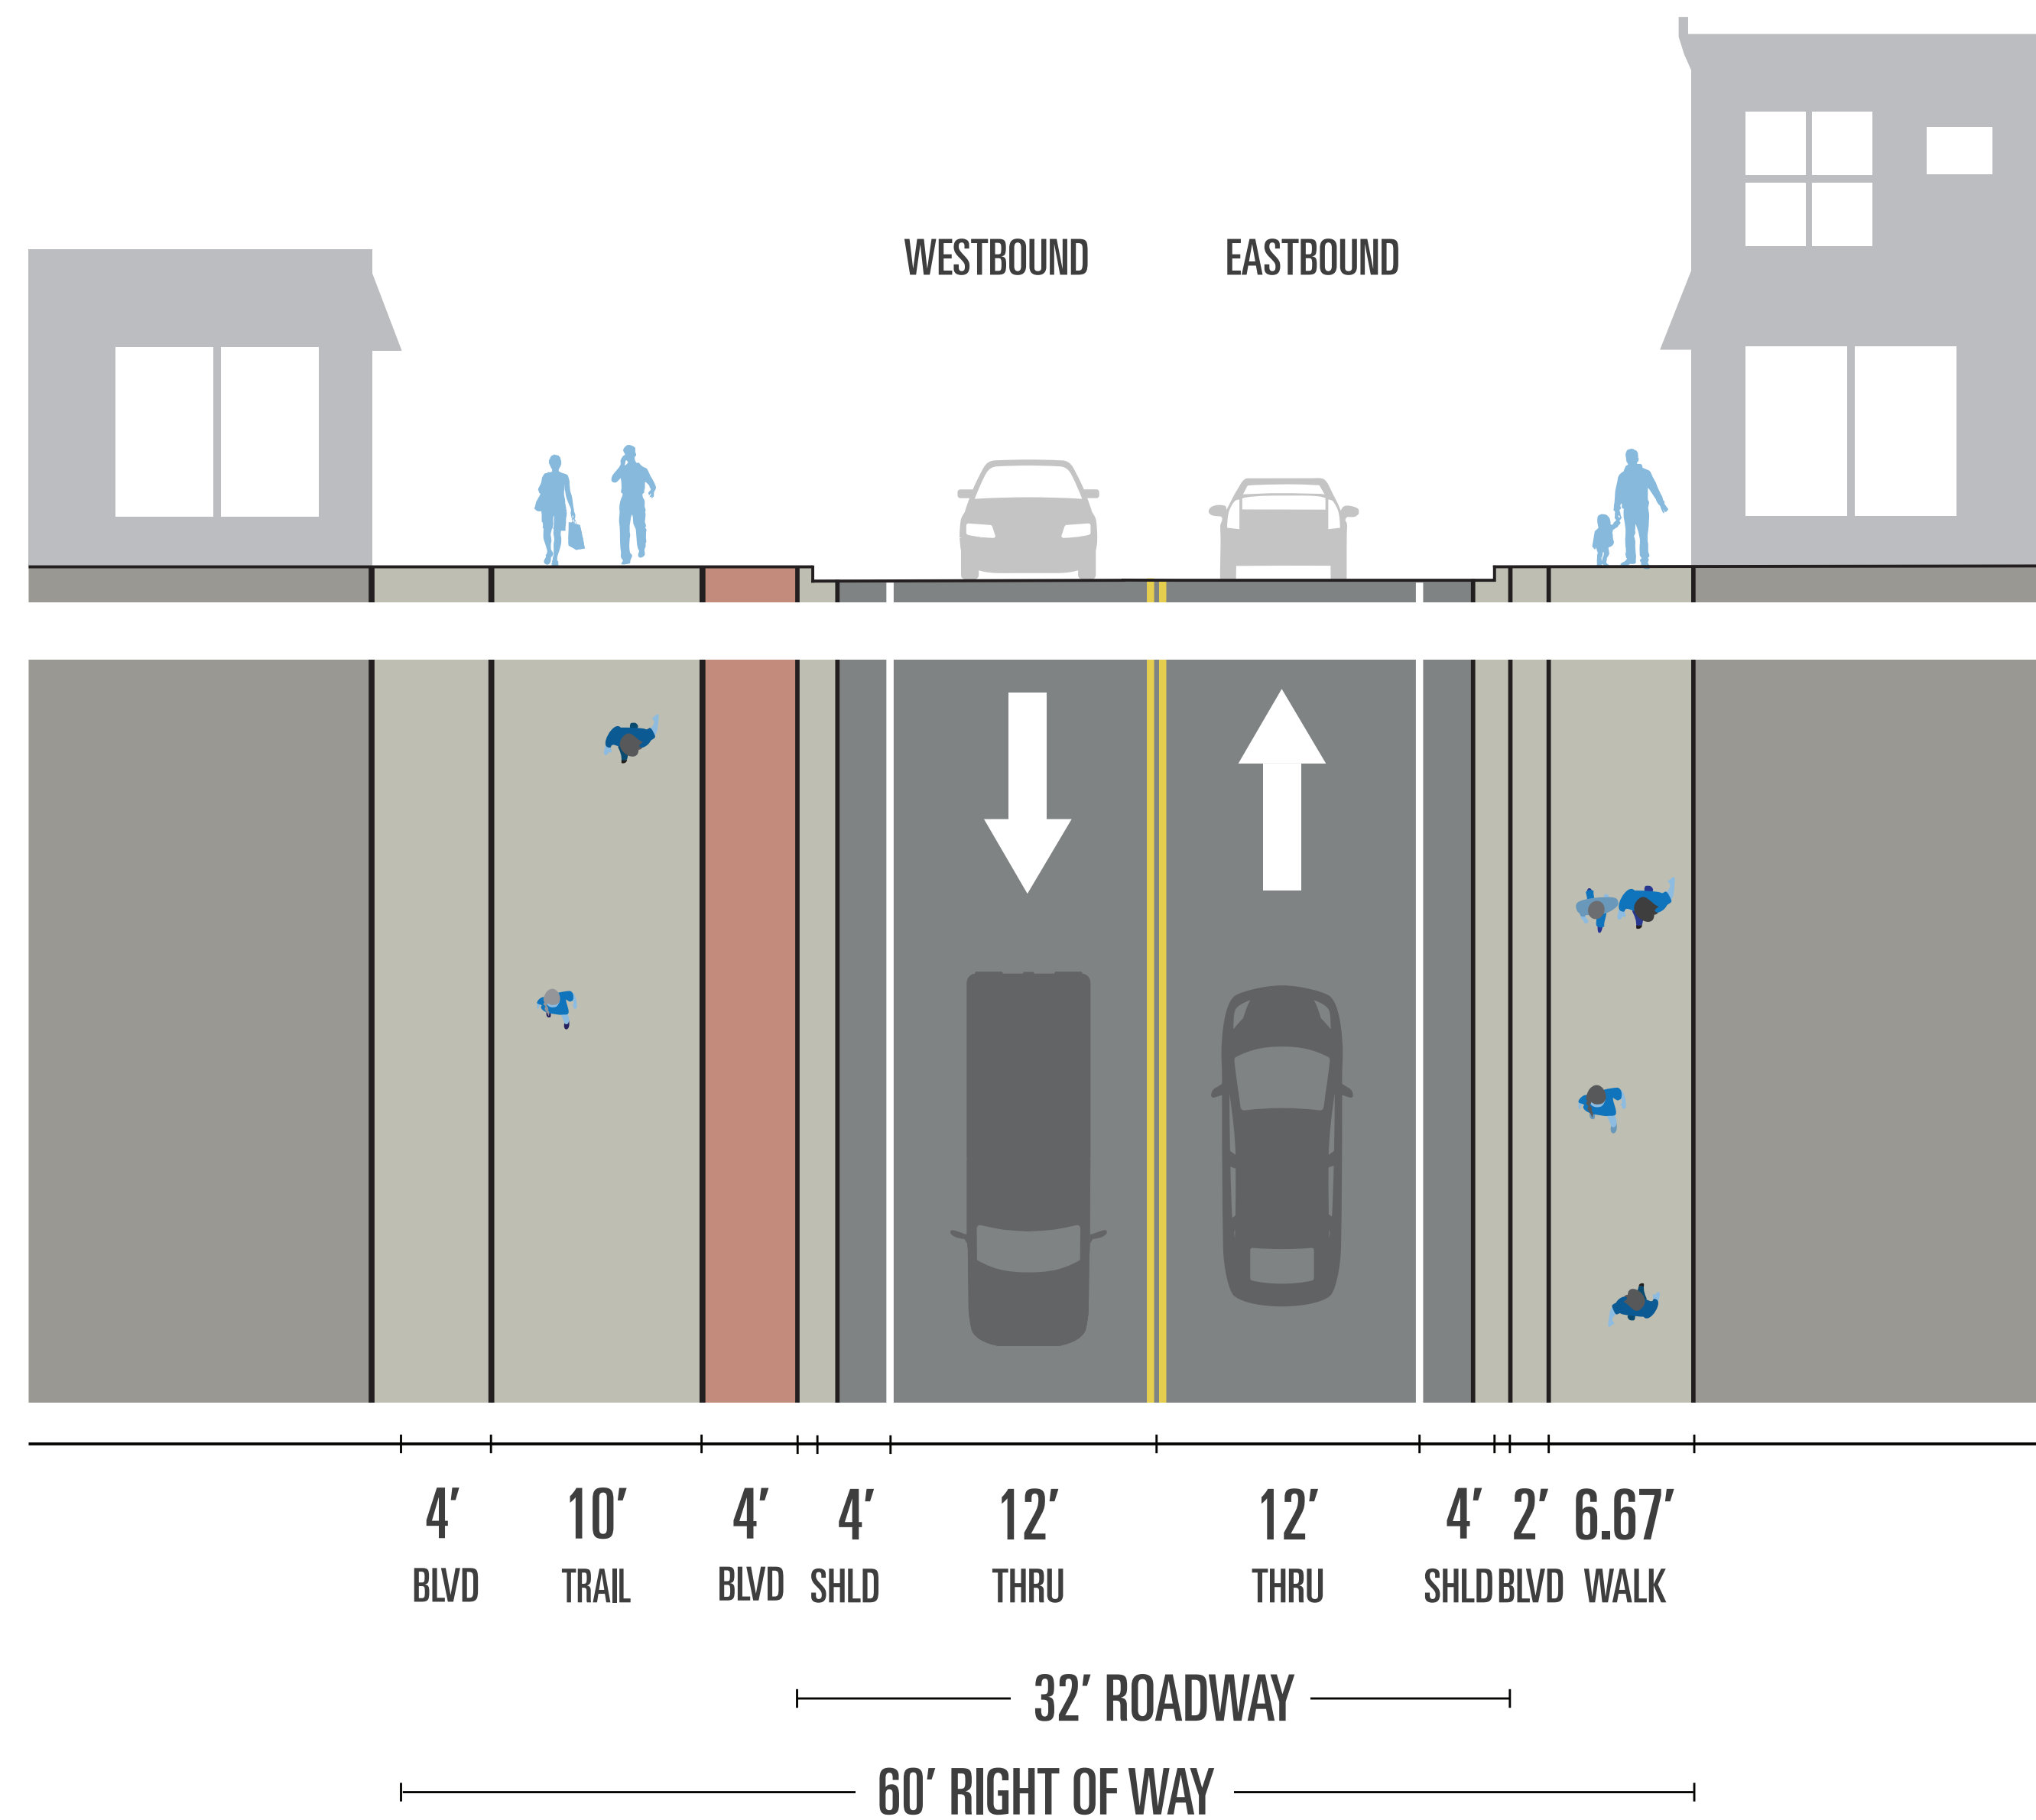 WESTBOUND EASTBOUND
4' 10' 4' 4' 12' 12' 4' 2' 6.67'
BLVD TRAIL BLVD SHLD THRU THRU SHLD BLVD WALK
32' ROADWAY
60' RIGHT OF WAY